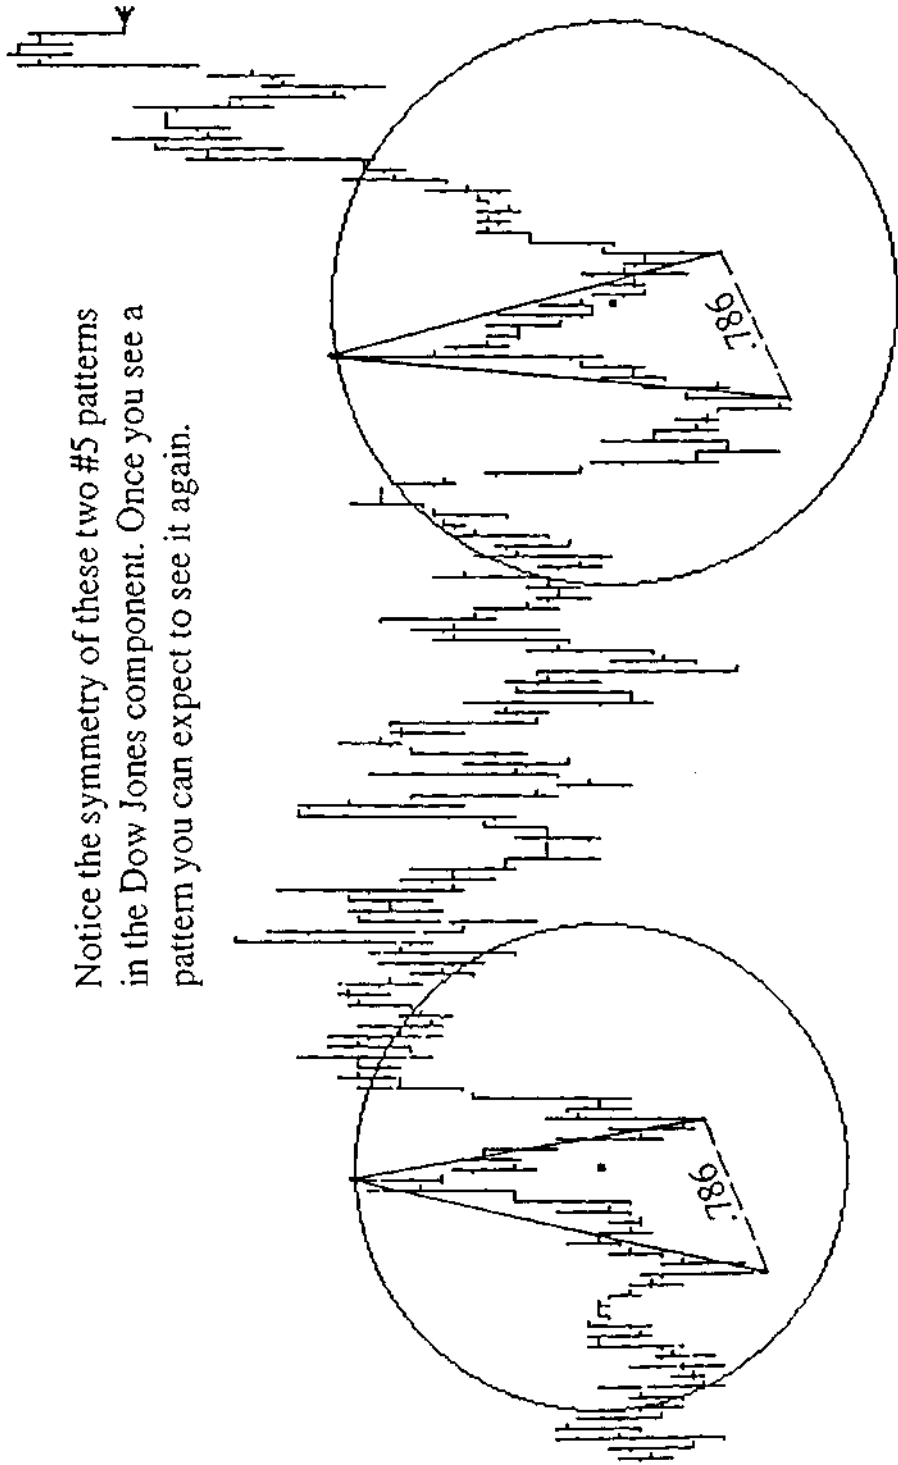 Notice the symmetry of these two #5 patterns
in the Dow Jones component. Once you see a
pattern you can expect to see it again.
.786
.786